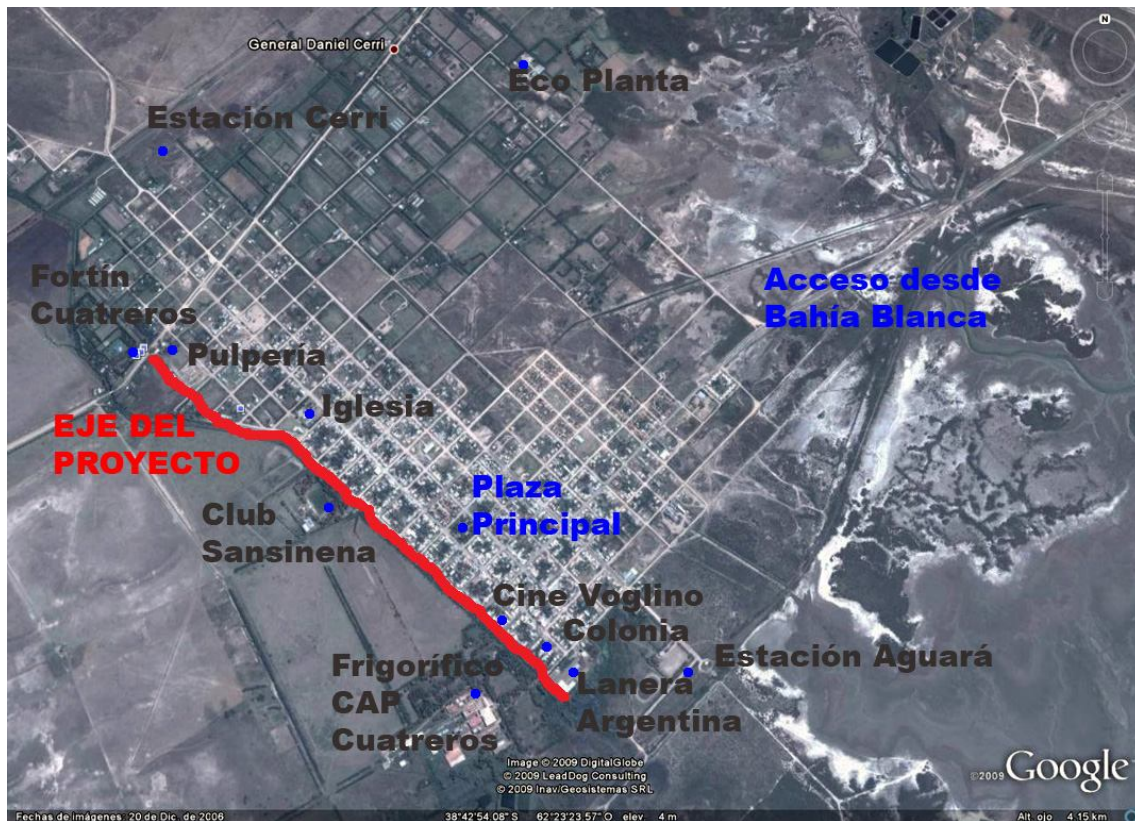 General Daniel Cerri
N
Eco Planta
Estación Cerri
Fortín
Cuatreros
Acceso desde
Bahía Blanca
Pulpería
Iglesia
EJE DEL
PROYECTO
Plaza
Principal
Club
Sansinena
Cine Voglino
Colonia
Estación Aguará
Frigorífico
CAP
Cuatreros
Lanera
Argentina
Image © 2009 DigitalGlobe
© 2009 LeadDog Consulting
© 2009 Inav/Geosistemas SRL
©2009 Google
Fechas de imágenes: 20 de Dic. de 2006
38°42'54.08" S 62°23'23.57" O elev 4 m
Alt. ojo 4.15 km